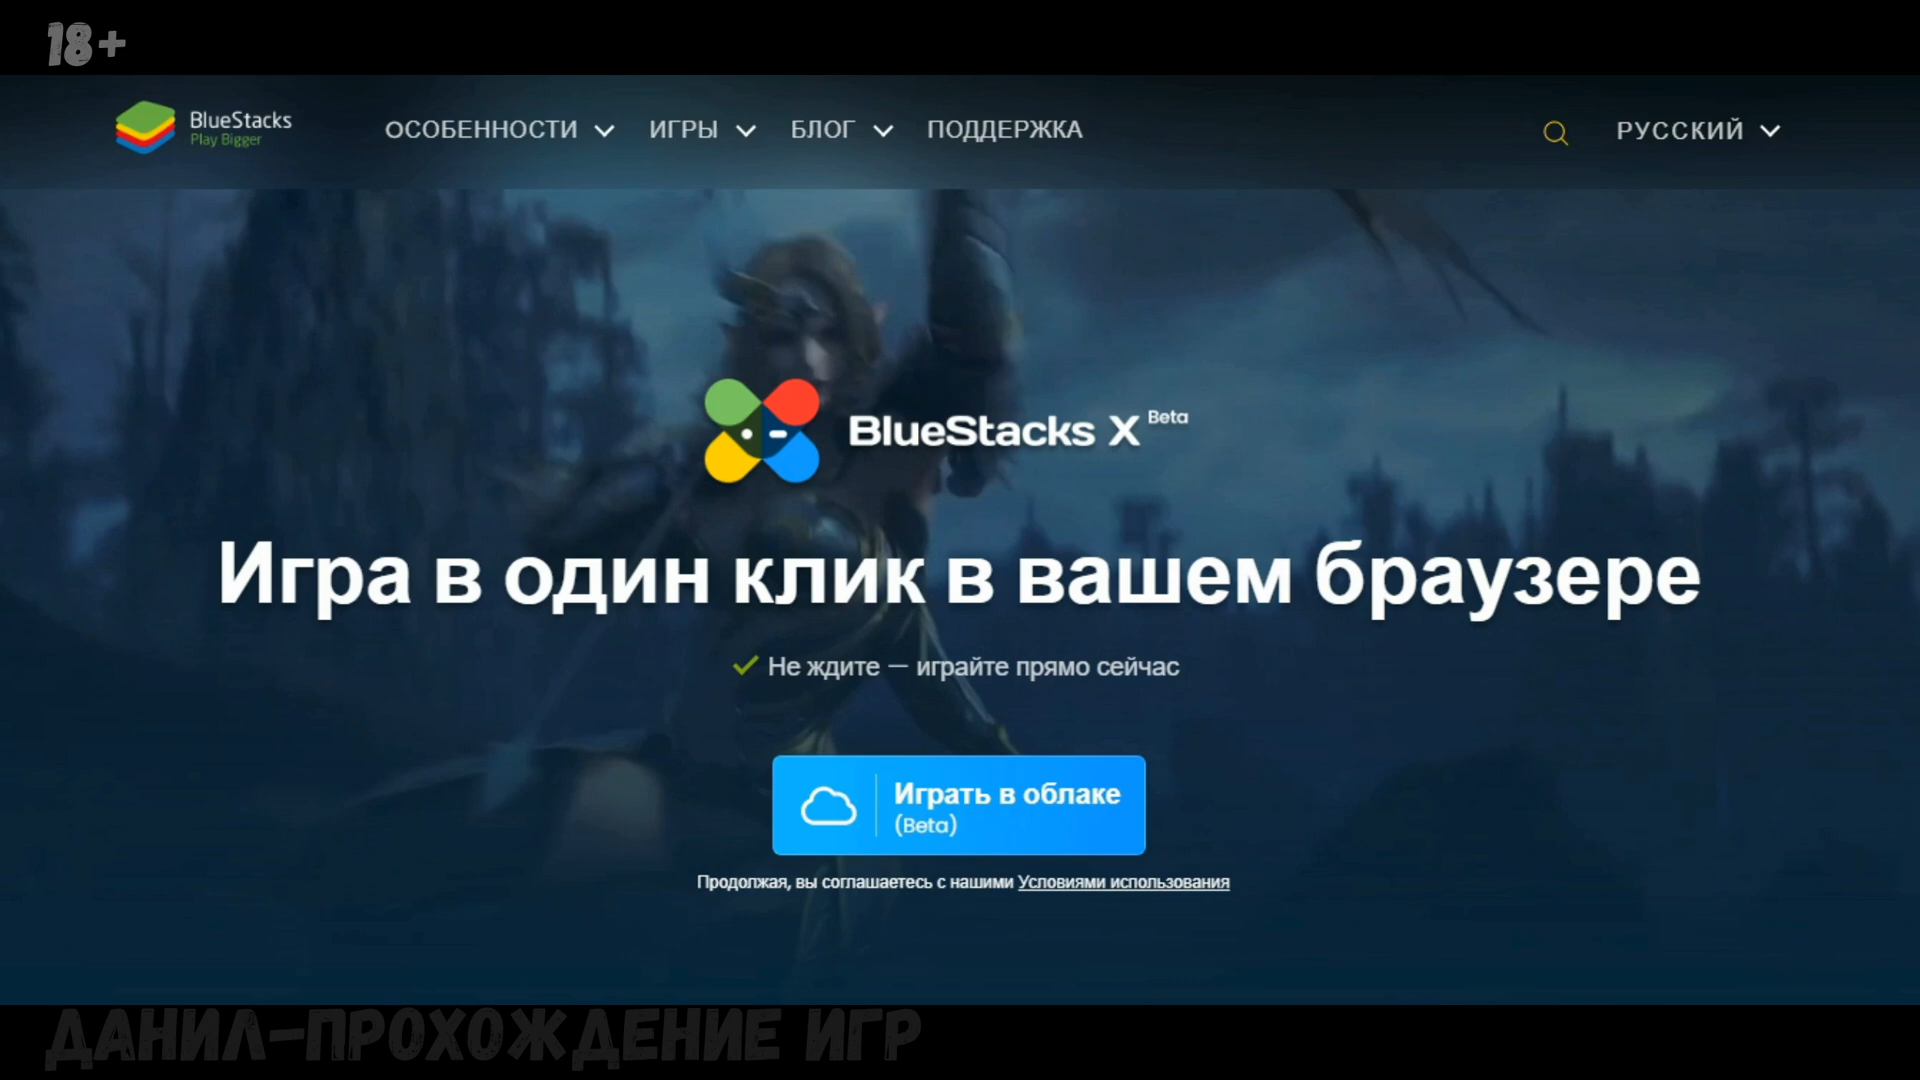 18+
BlueStacks
Play Bigger
ОСОБЕННОСТИ
ИГРЫ
БЛОГ
ПОДДЕРЖКА
РУССКИЙ
BlueStacks X Beta
Игра в один клик в вашем браузере
Не ждите — играйте прямо сейчас
Играть в облаке
(Beta)
Продолжая, вы соглашаетесь с нашими Условиями использования
ДАНИЛ-ПРОХОЖДЕНИЕ ИГР